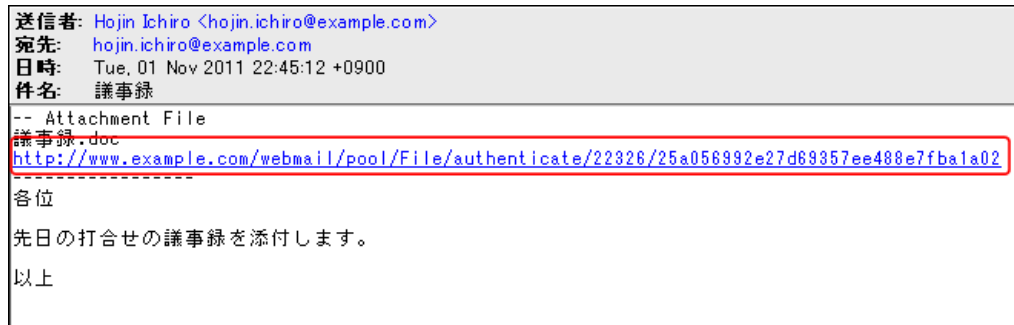 送信者: Hojin Ichiro <hojin.ichiro@example.com>
宛先: hojin.ichiro@example.com
日時: Tue, 01 Nov 2011 22:45:12 +0900
件名: 議事録
-- Attachment File
議事録.doc
http://www.example.com/webmail/pool/File/authenticate/22326/25a056992e27d69357ee488e7fba1a02
-----------------
各位
先日の打合せの議事録を添付します。
以上